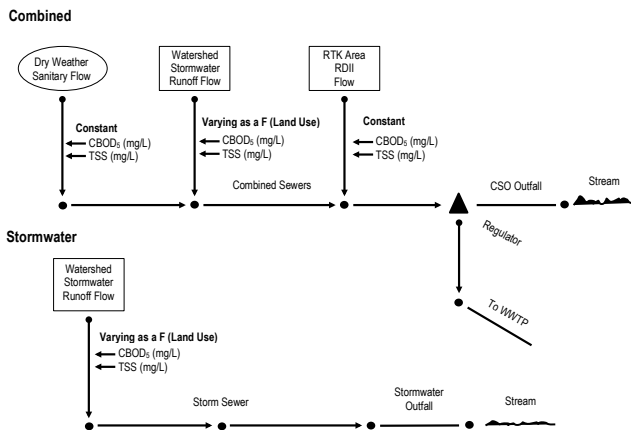 Combined
Dry Weather
Sanitary Flow
Watershed
Stormwater
Runoff Flow
RTK Area
RDII
Flow
Constant
CBOD₅ (mg/L)
TSS (mg/L)
Varying as a F (Land Use)
CBOD₅ (mg/L)
TSS (mg/L)
Constant
CBOD₅ (mg/L)
TSS (mg/L)
Combined Sewers
CSO Outfall
Stream
Regulator
To WWTP
Stormwater
Watershed
Stormwater
Runoff Flow
Varying as a F (Land Use)
CBOD₅ (mg/L)
TSS (mg/L)
Storm Sewer
Stormwater
Outfall
Stream